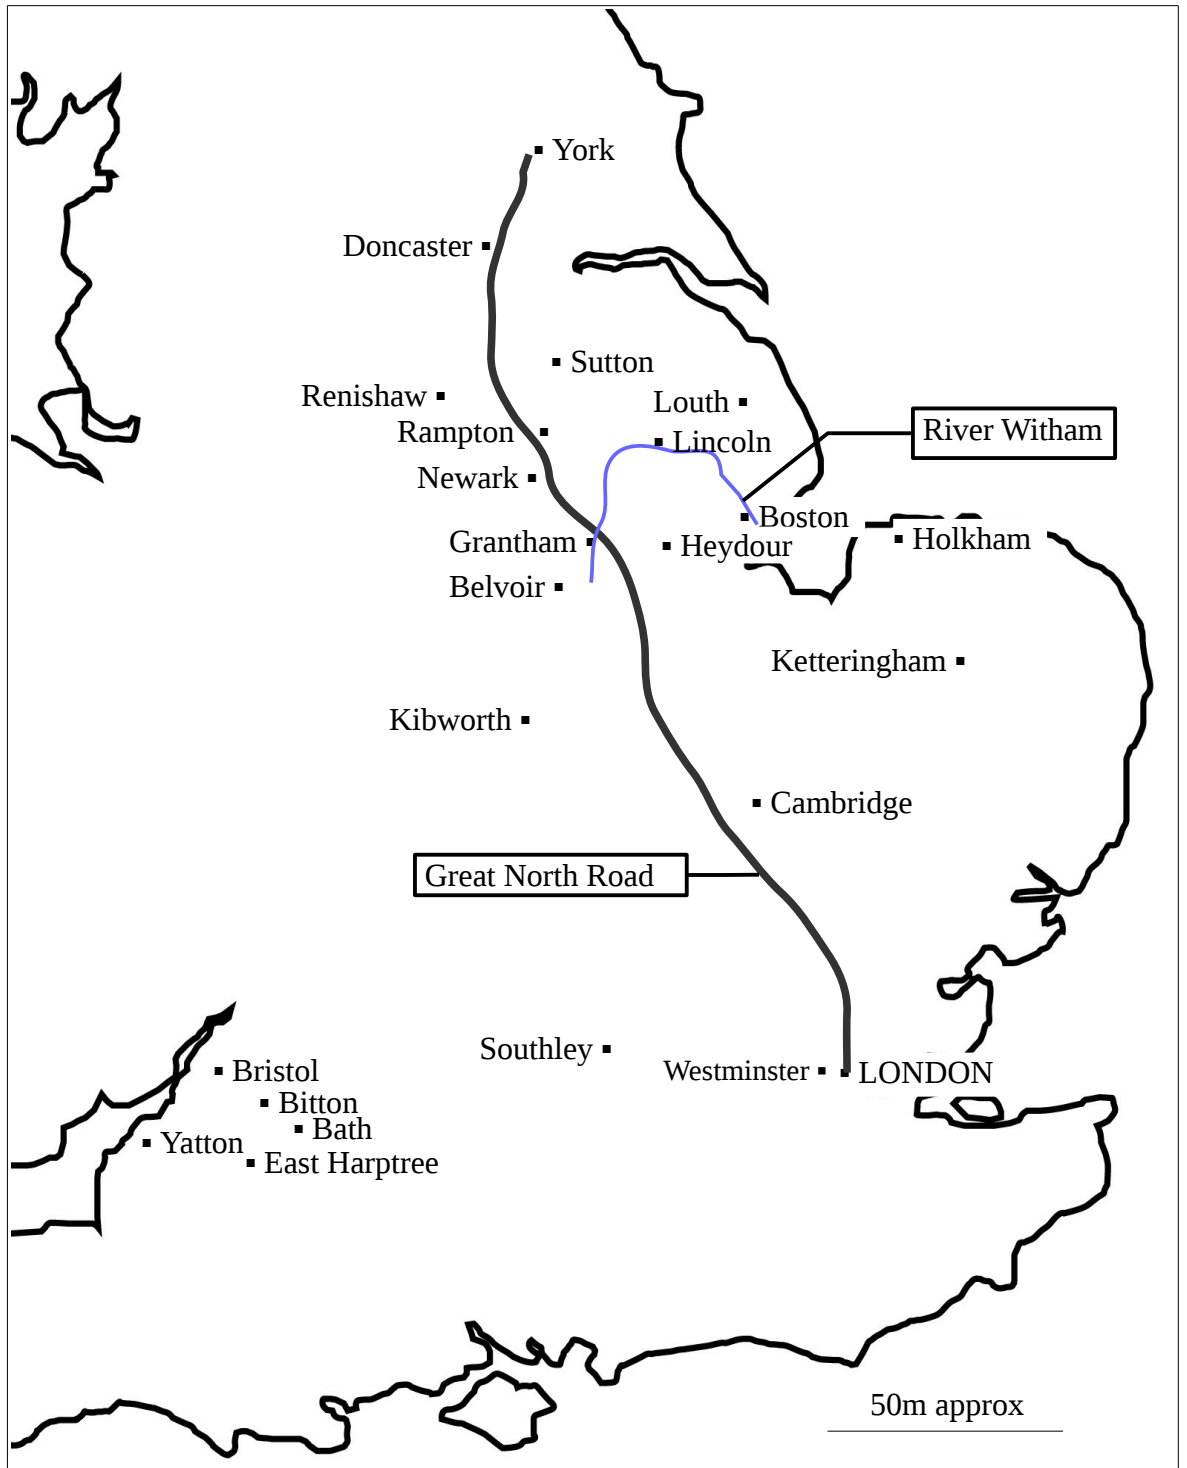 York
Doncaster
Sutton
Renishaw
Louth
Rampton
River Witham
Lincoln
Newark
Boston
Grantham
Heydour
Holkham
Belvoir
Ketteringham
Kibworth
Cambridge
Great North Road
Southley
Westminster
LONDON
Bristol
Bitton
Bath
Yatton
East Harptree
50m approx